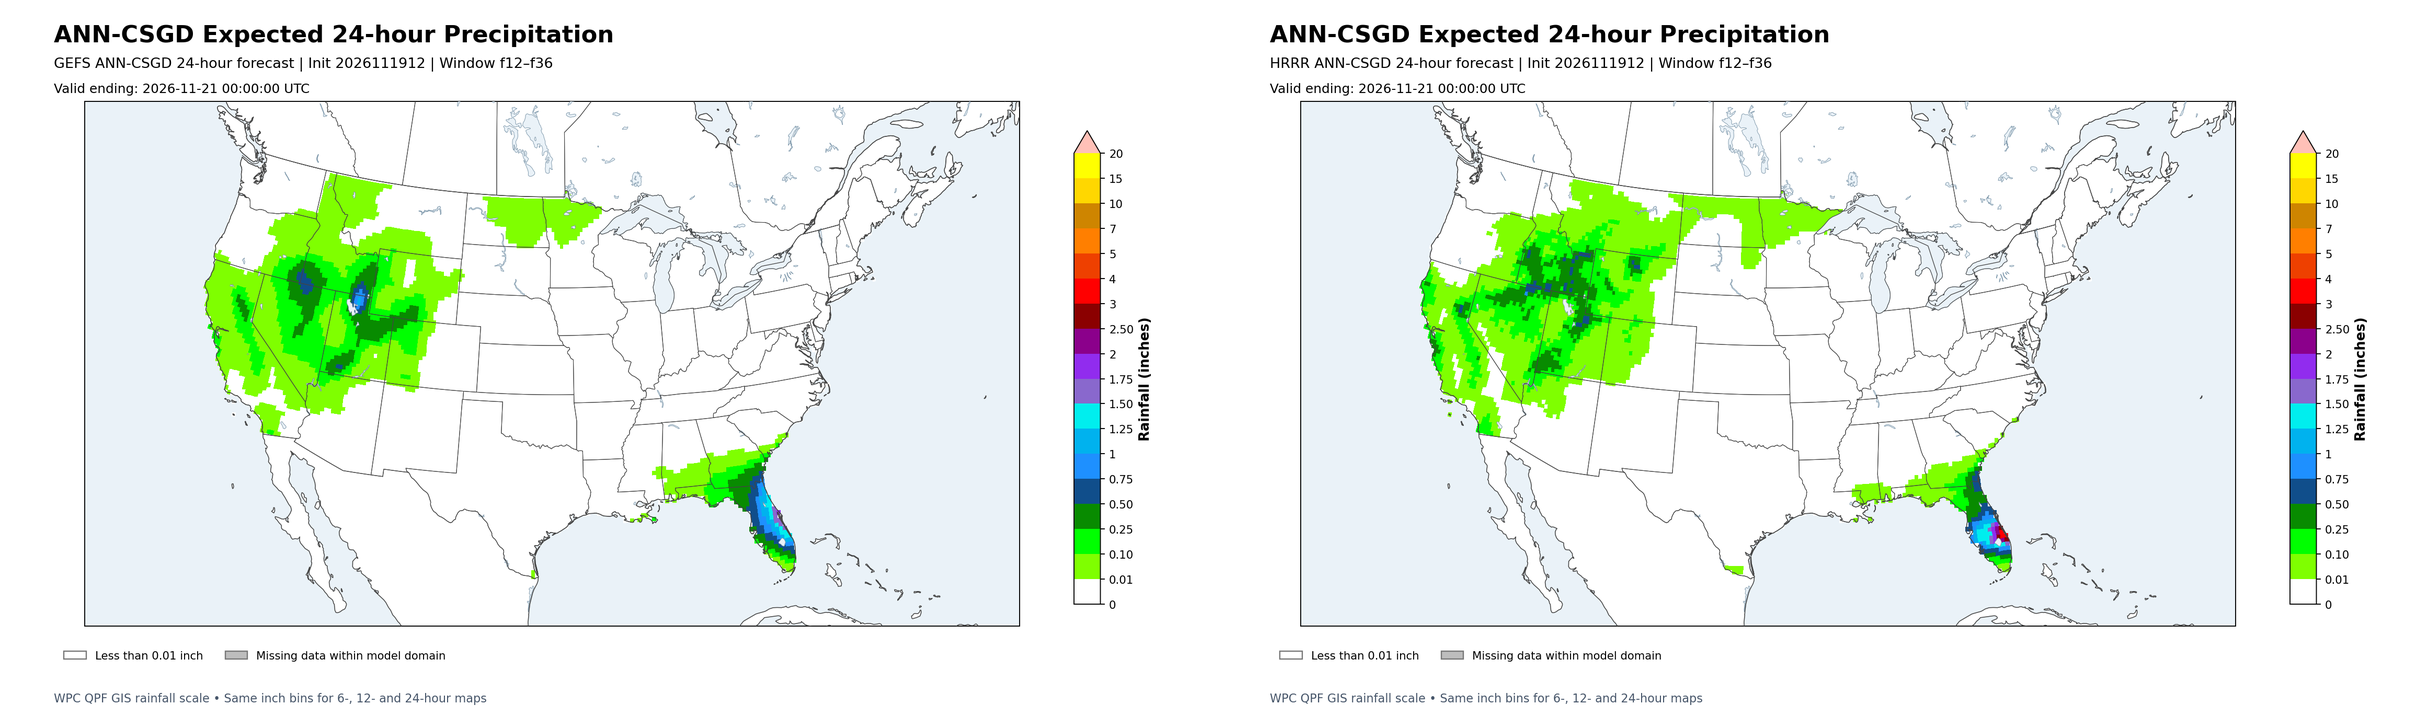 ANN-CSGD Expected 24-hour Precipitation
GEFS ANN-CSGD 24-hour forecast | Init 2026111912 | Window f12–f36
Valid ending: 2026-11-21 00:00:00 UTC
20
15
10
7
5
4
3
2.50
2
1.75
1.50
1.25
1
0.75
0.50
0.25
0.10
0.01
0
Rainfall (inches)
Less than 0.01 inch
Missing data within model domain
WPC QPF GIS rainfall scale • Same inch bins for 6-, 12- and 24-hour maps
ANN-CSGD Expected 24-hour Precipitation
HRRR ANN-CSGD 24-hour forecast | Init 2026111912 | Window f12–f36
Valid ending: 2026-11-21 00:00:00 UTC
20
15
10
7
5
4
3
2.50
2
1.75
1.50
1.25
1
0.75
0.50
0.25
0.10
0.01
0
Rainfall (inches)
Less than 0.01 inch
Missing data within model domain
WPC QPF GIS rainfall scale • Same inch bins for 6-, 12- and 24-hour maps